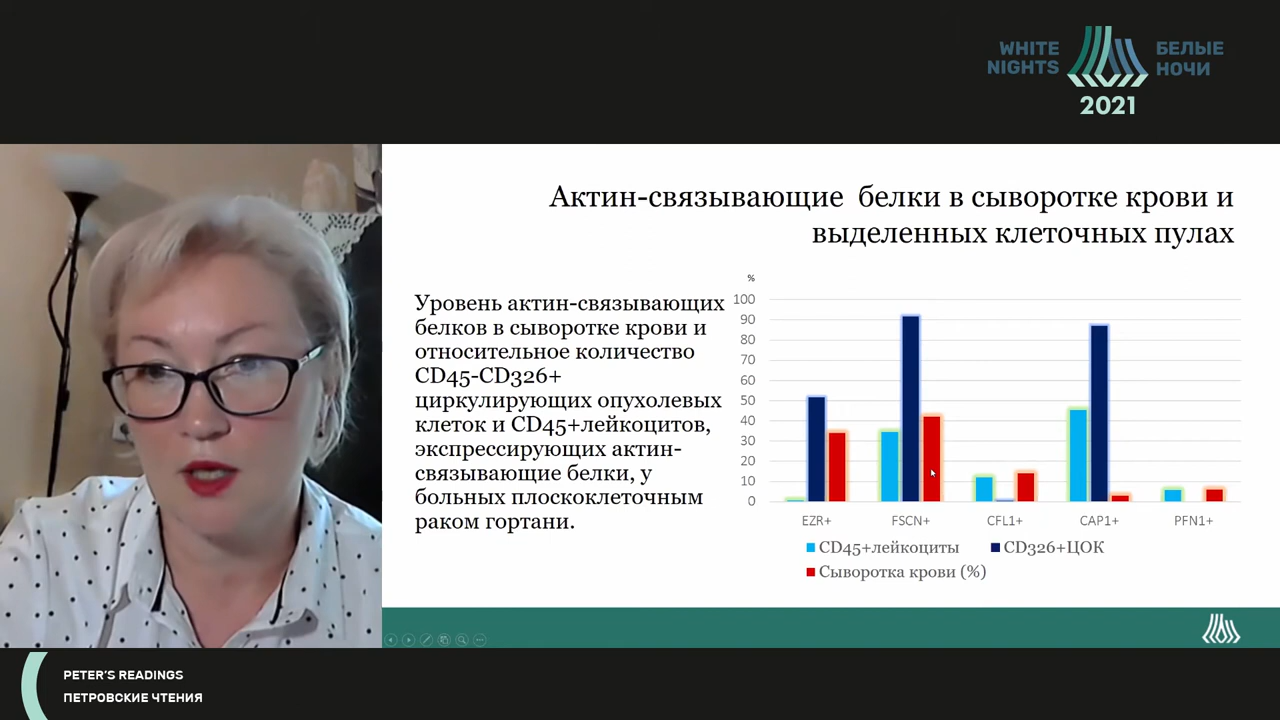 WHITE NIGHTS
БЕЛЫЕ НОЧИ
2021
Актин-связывающие белки в сыворотке крови и
выделенных клеточных пулах
Уровень актин-связывающих
белков в сыворотке крови и
относительное количество
CD45-CD326+
циркулирующих опухолевых
клеток и CD45+лейкоцитов,
экспрессирующих актин-
связывающие белки, у
больных плоскоклеточным
раком гортани.
%
100
90
80
70
60
50
40
30
20
10
0
EZR+ FSCN+ CFL1+ CAP1+ PFN1+
CD45+лейкоциты CD326+ЦОК
Сыворотка крови (%)
PETER'S READINGS
ПЕТРОВСКИЕ ЧТЕНИЯ